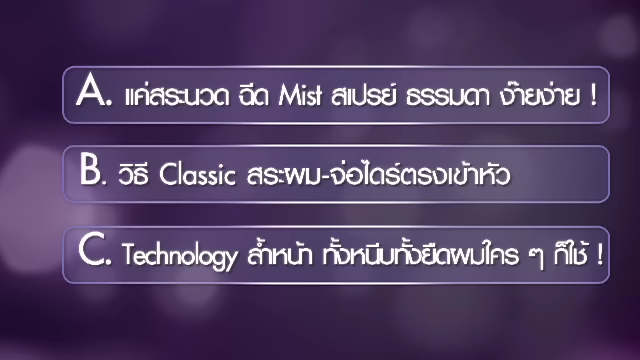 A. แค่สระนวด ฉีด Mist สเปรย์ ธรรมดา ง๊ายง่าย !
B. วิธี Classic สระผม-จ่อไดร์ตรงเข้าหัว
C. Technology ล้ำหน้า ทั้งหนีบทั้งยืดผมใคร ๆ ก็ใช้ !